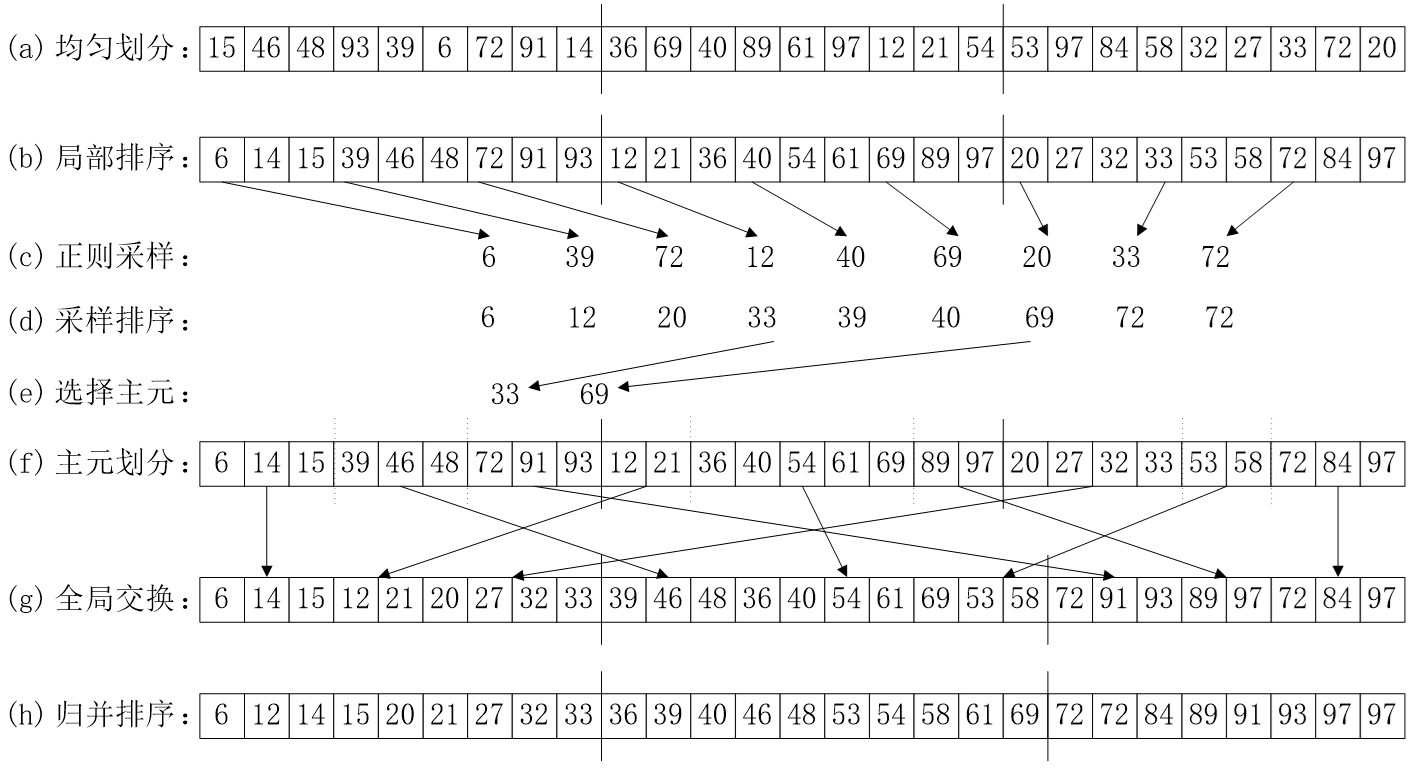 (a) 均匀划分: 15 46 48 93 39 6 72 91 14 36 69 40 89 61 97 12 21 54 53 97 84 58 32 27 33 72 20
(b) 局部排序: 6 14 15 39 46 48 72 91 93 12 21 36 40 54 61 69 89 97 20 27 32 33 53 58 72 84 97
(c) 正则采样: 6 39 72 12 40 69 20 33 72
(d) 采样排序: 6 12 20 33 39 40 69 72 72
(e) 选择主元: 33 69
(f) 主元划分: 6 14 15 39 46 48 72 91 93 12 21 36 40 54 61 69 89 97 20 27 32 33 53 58 72 84 97
(g) 全局交换: 6 14 15 12 21 20 27 32 33 39 46 48 36 40 54 61 69 53 58 72 91 93 89 97 72 84 97
(h) 归并排序: 6 12 14 15 20 21 27 32 33 36 39 40 46 48 53 54 58 61 69 72 72 84 89 91 93 97 97